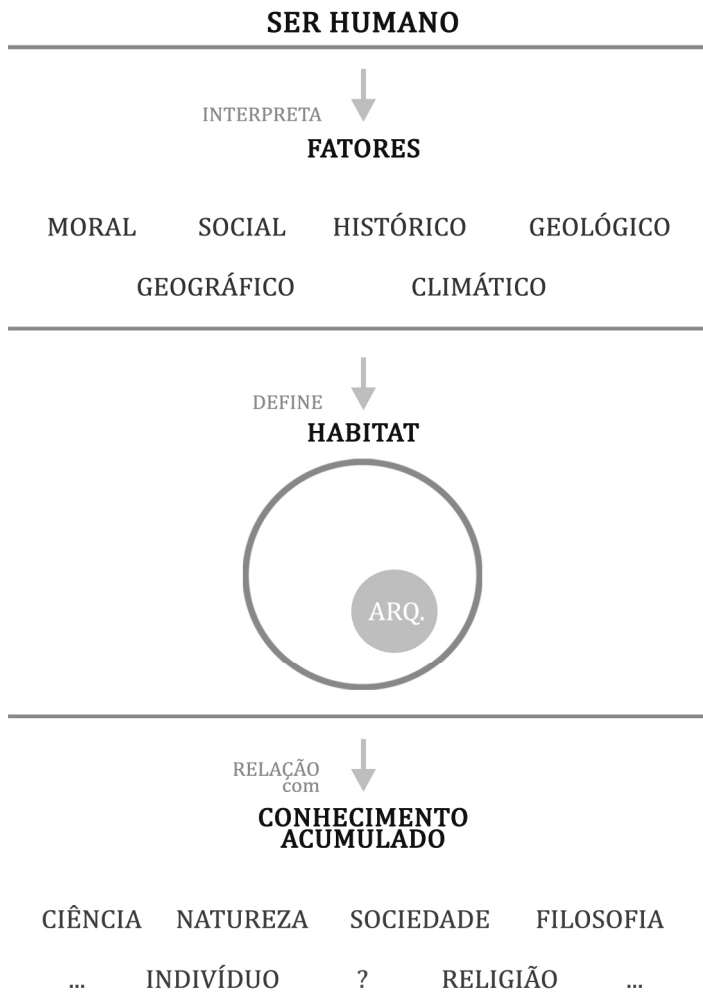 SER HUMANO
INTERPRETA
FATORES
MORAL SOCIAL HISTÓRICO GEOLÓGICO
GEOGRÁFICO CLIMÁTICO
DEFINE
HABITAT
ARQ.
RELAÇÃO
com
CONHECIMENTO
ACUMULADO
CIÊNCIA NATUREZA SOCIEDADE FILOSOFIA
... INDIVÍDUO ? RELIGIÃO ...